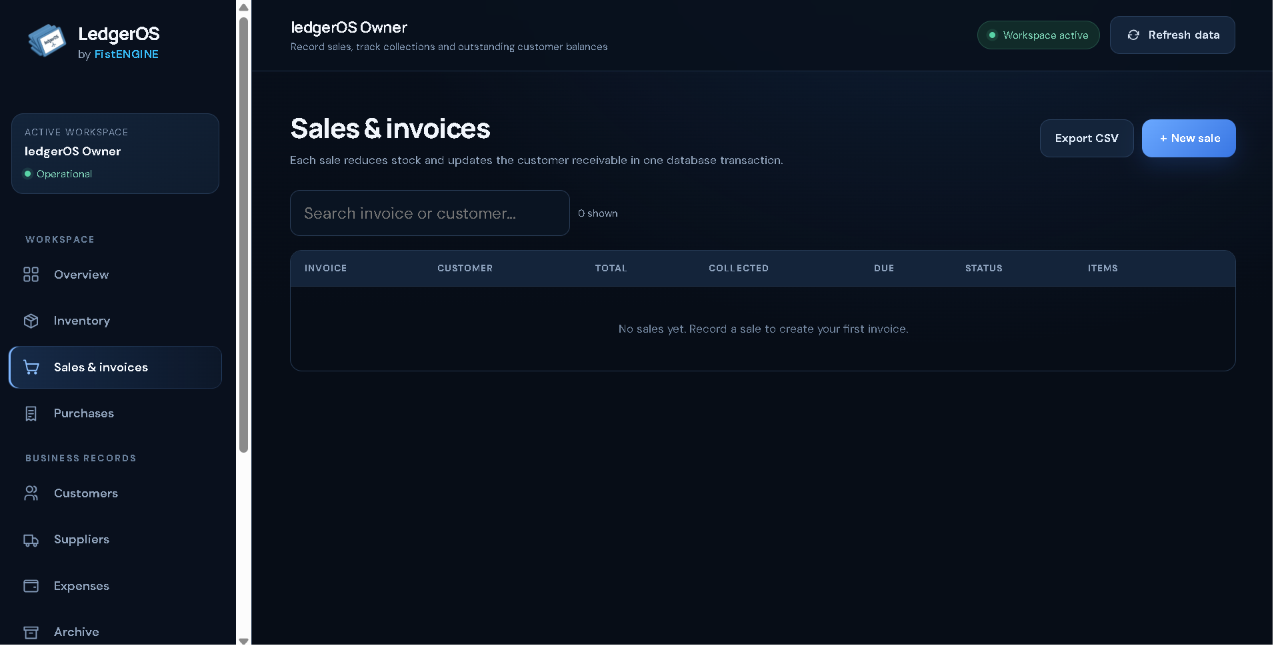 LedgerOS
by FistENGINE
ACTIVE WORKSPACE
ledgerOS Owner
Operational
WORKSPACE
Overview
Inventory
Sales & invoices
Purchases
BUSINESS RECORDS
Customers
Suppliers
Expenses
Archive
ledgerOS Owner
Record sales, track collections and outstanding customer balances
Workspace active
Refresh data
Sales & invoices
Each sale reduces stock and updates the customer receivable in one database transaction.
Export CSV
+ New sale
Search invoice or customer...
0 shown
INVOICE CUSTOMER TOTAL COLLECTED DUE STATUS ITEMS
No sales yet. Record a sale to create your first invoice.